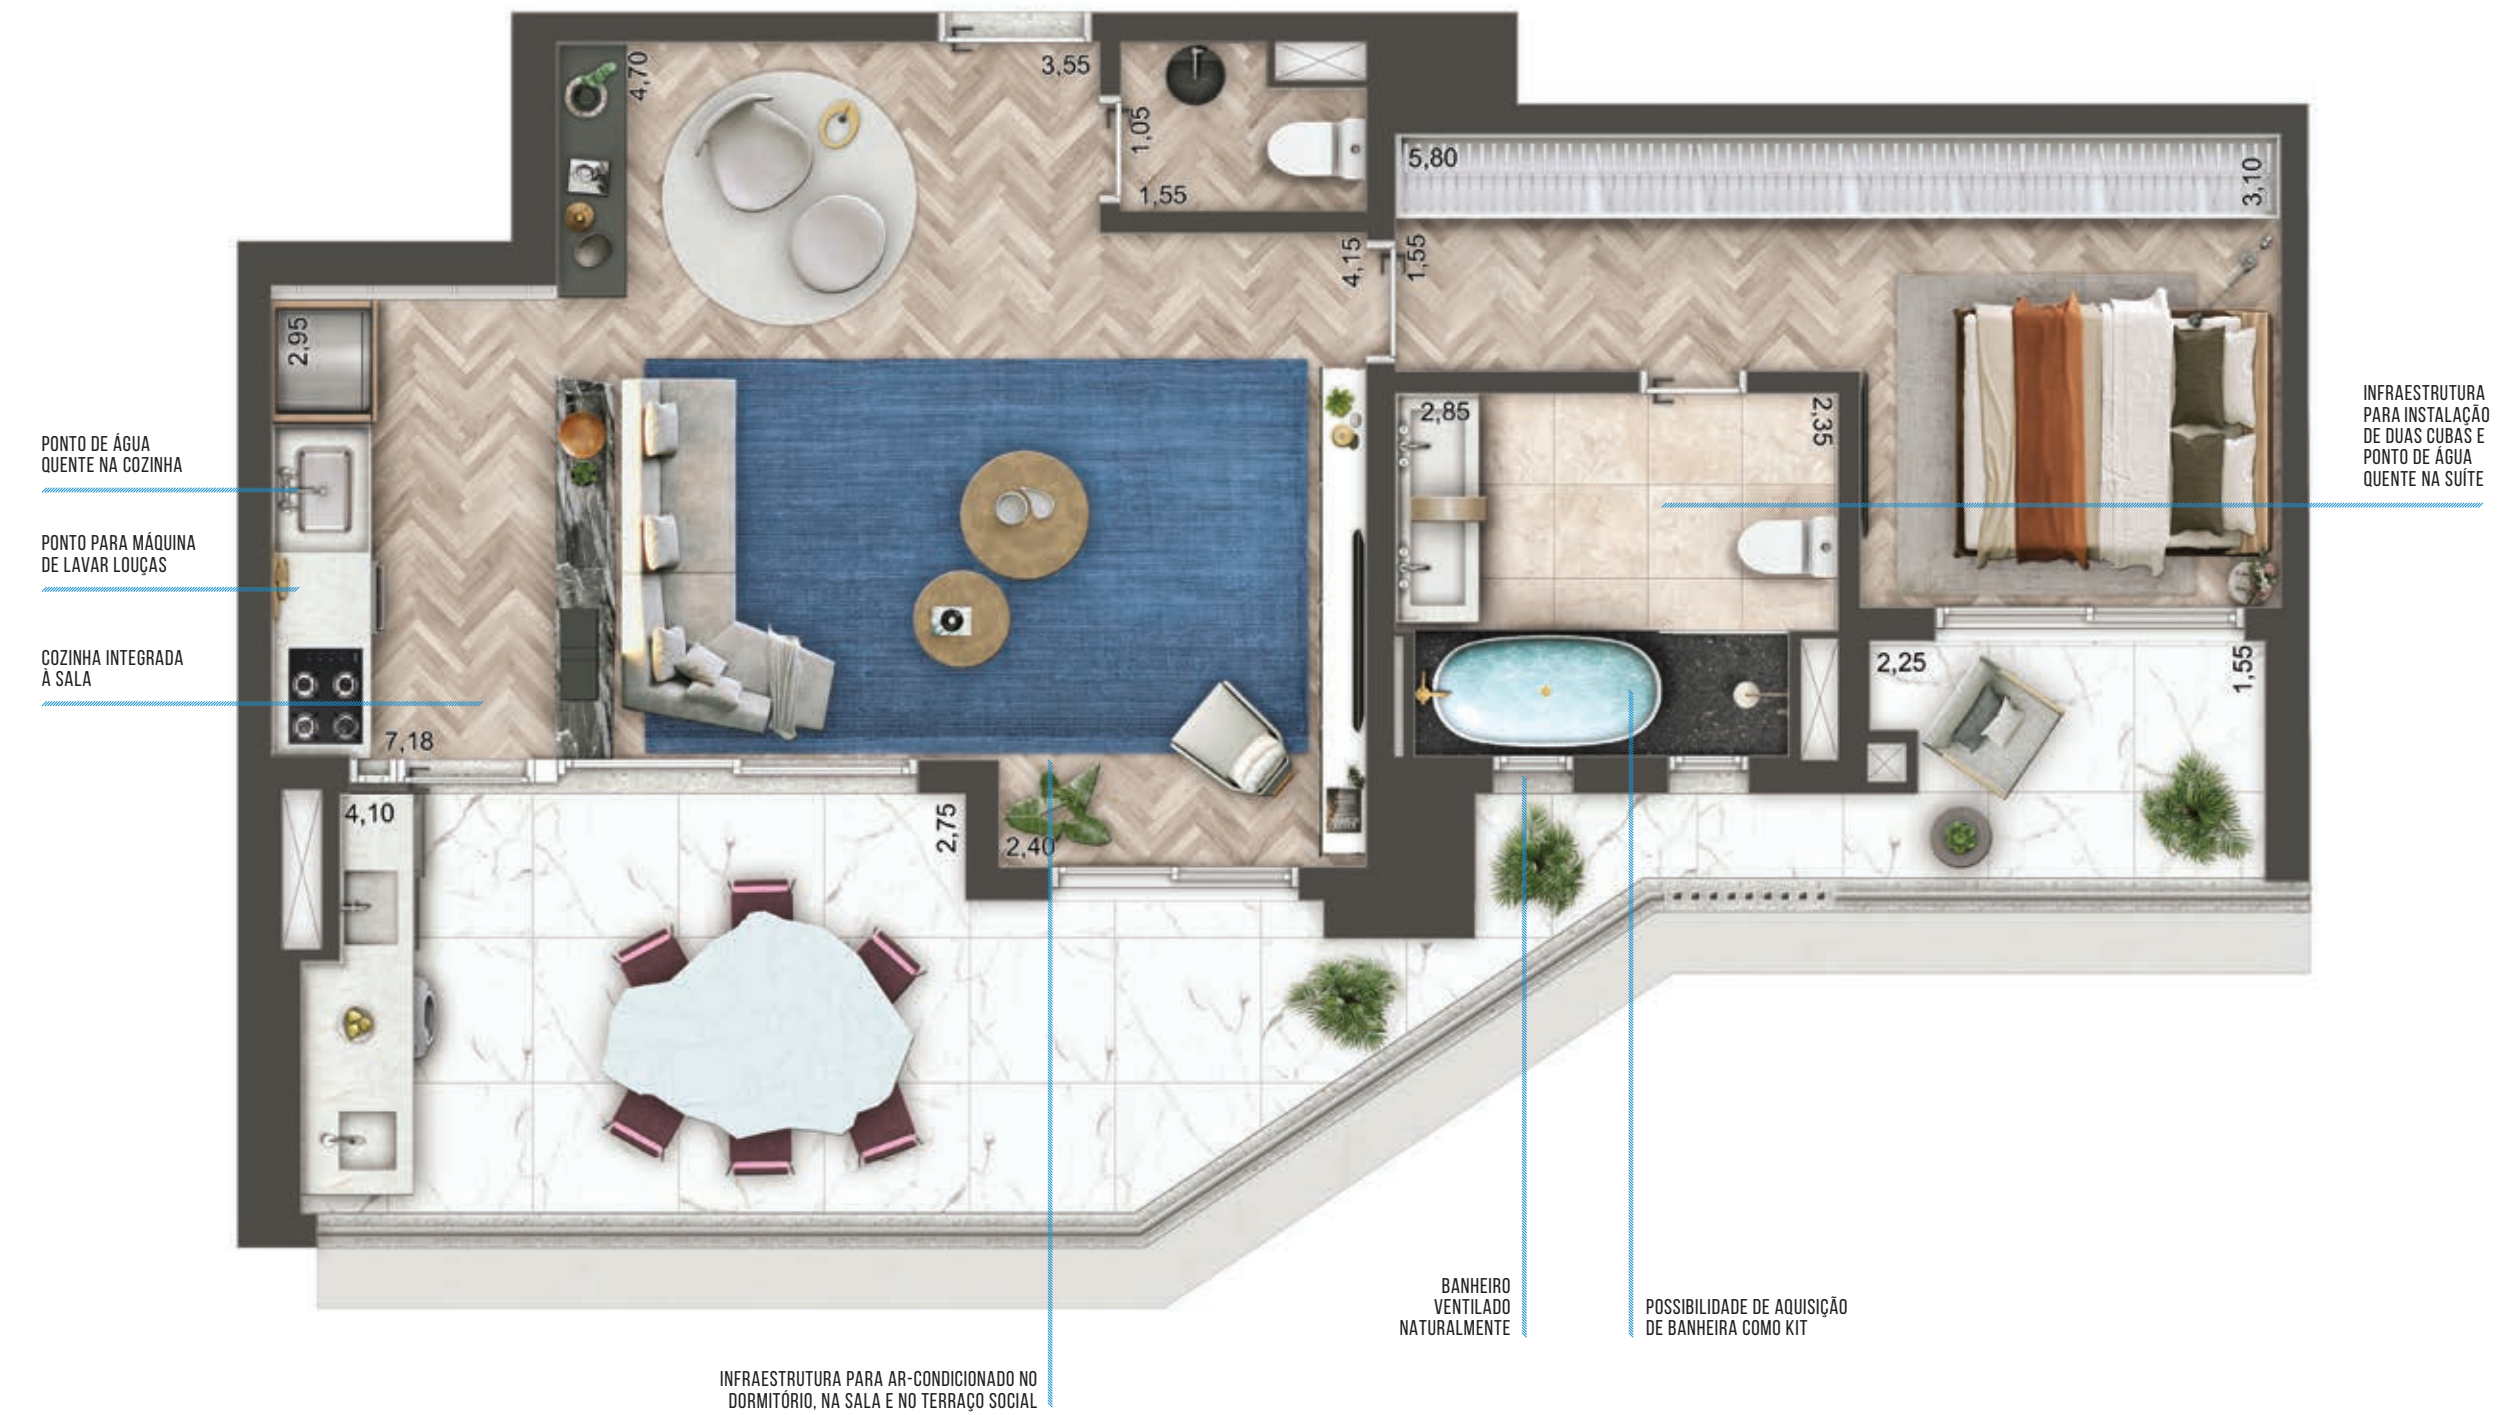 4,70
3,55
1,05
1,55
5,80
3,10
4,15
1,55
2,95
2,85
2,35
INFRAESTRUTURA
PARA INSTALAÇÃO
DE DUAS CUBAS E
PONTO DE ÁGUA
QUENTE NA SUÍTE
PONTO DE ÁGUA
QUENTE NA COZINHA
PONTO PARA MÁQUINA
DE LAVAR LOUÇAS
COZINHA INTEGRADA
À SALA
2,25
1,55
7,18
4,10
2,75
2,40
BANHEIRO
VENTILADO
NATURALMENTE
POSSIBILIDADE DE AQUISIÇÃO
DE BANHEIRA COMO KIT
INFRAESTRUTURA PARA AR-CONDICIONADO NO
DORMITÓRIO, NA SALA E NO TERRAÇO SOCIAL